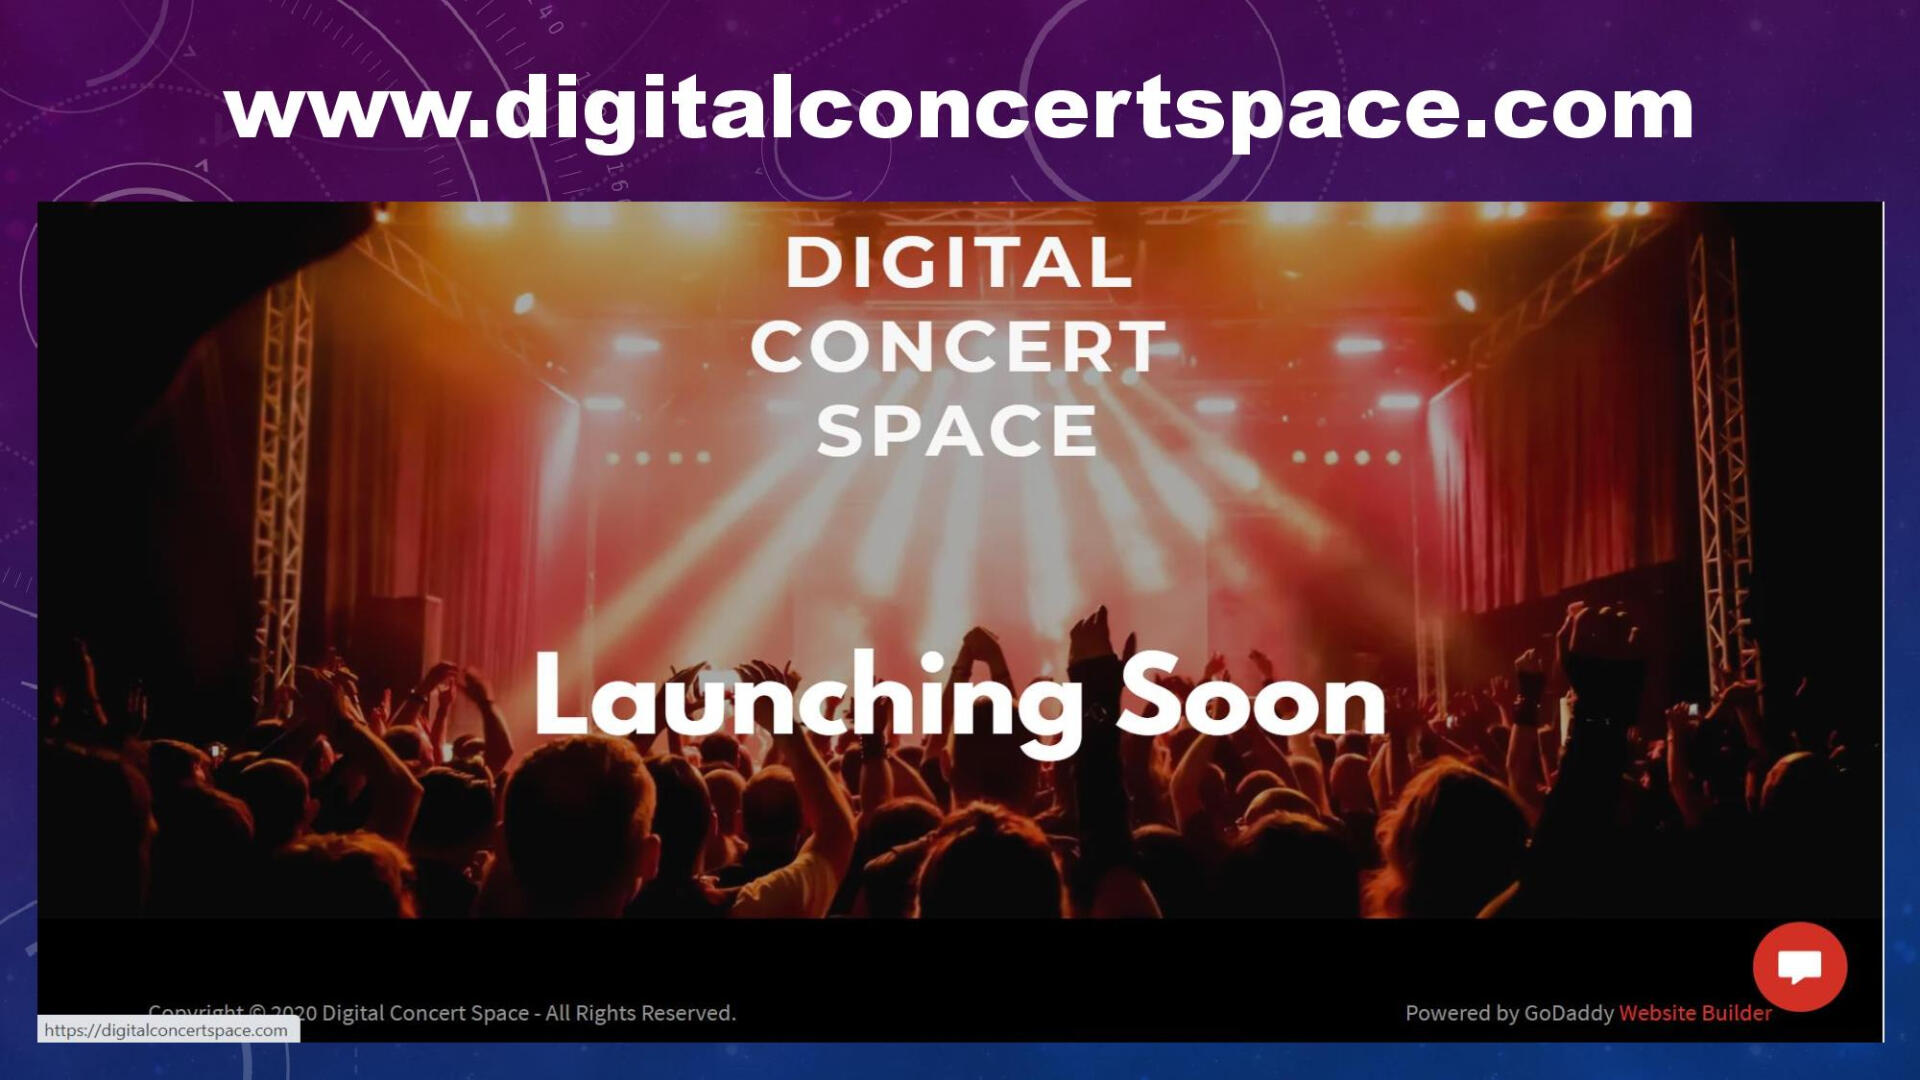 www.digitalconcertspace.com
DIGITAL
CONCERT
SPACE
Launching Soon
Copyright © 2020 Digital Concert Space - All Rights Reserved.
Powered by GoDaddy Website Builder
https://digitalconcertspace.com